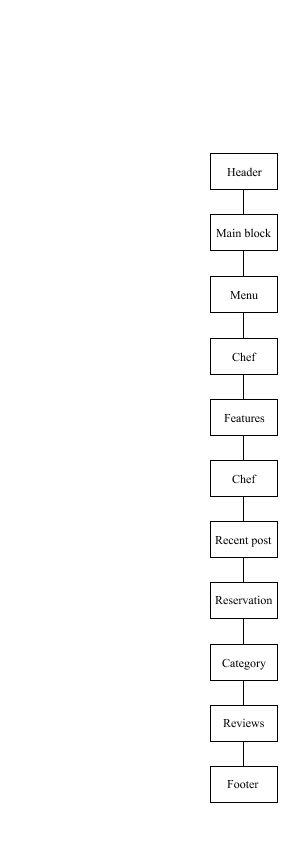 Header
Main block
Menu
Chef
Features
Chef
Recent post
Reservation
Category
Reviews
Footer